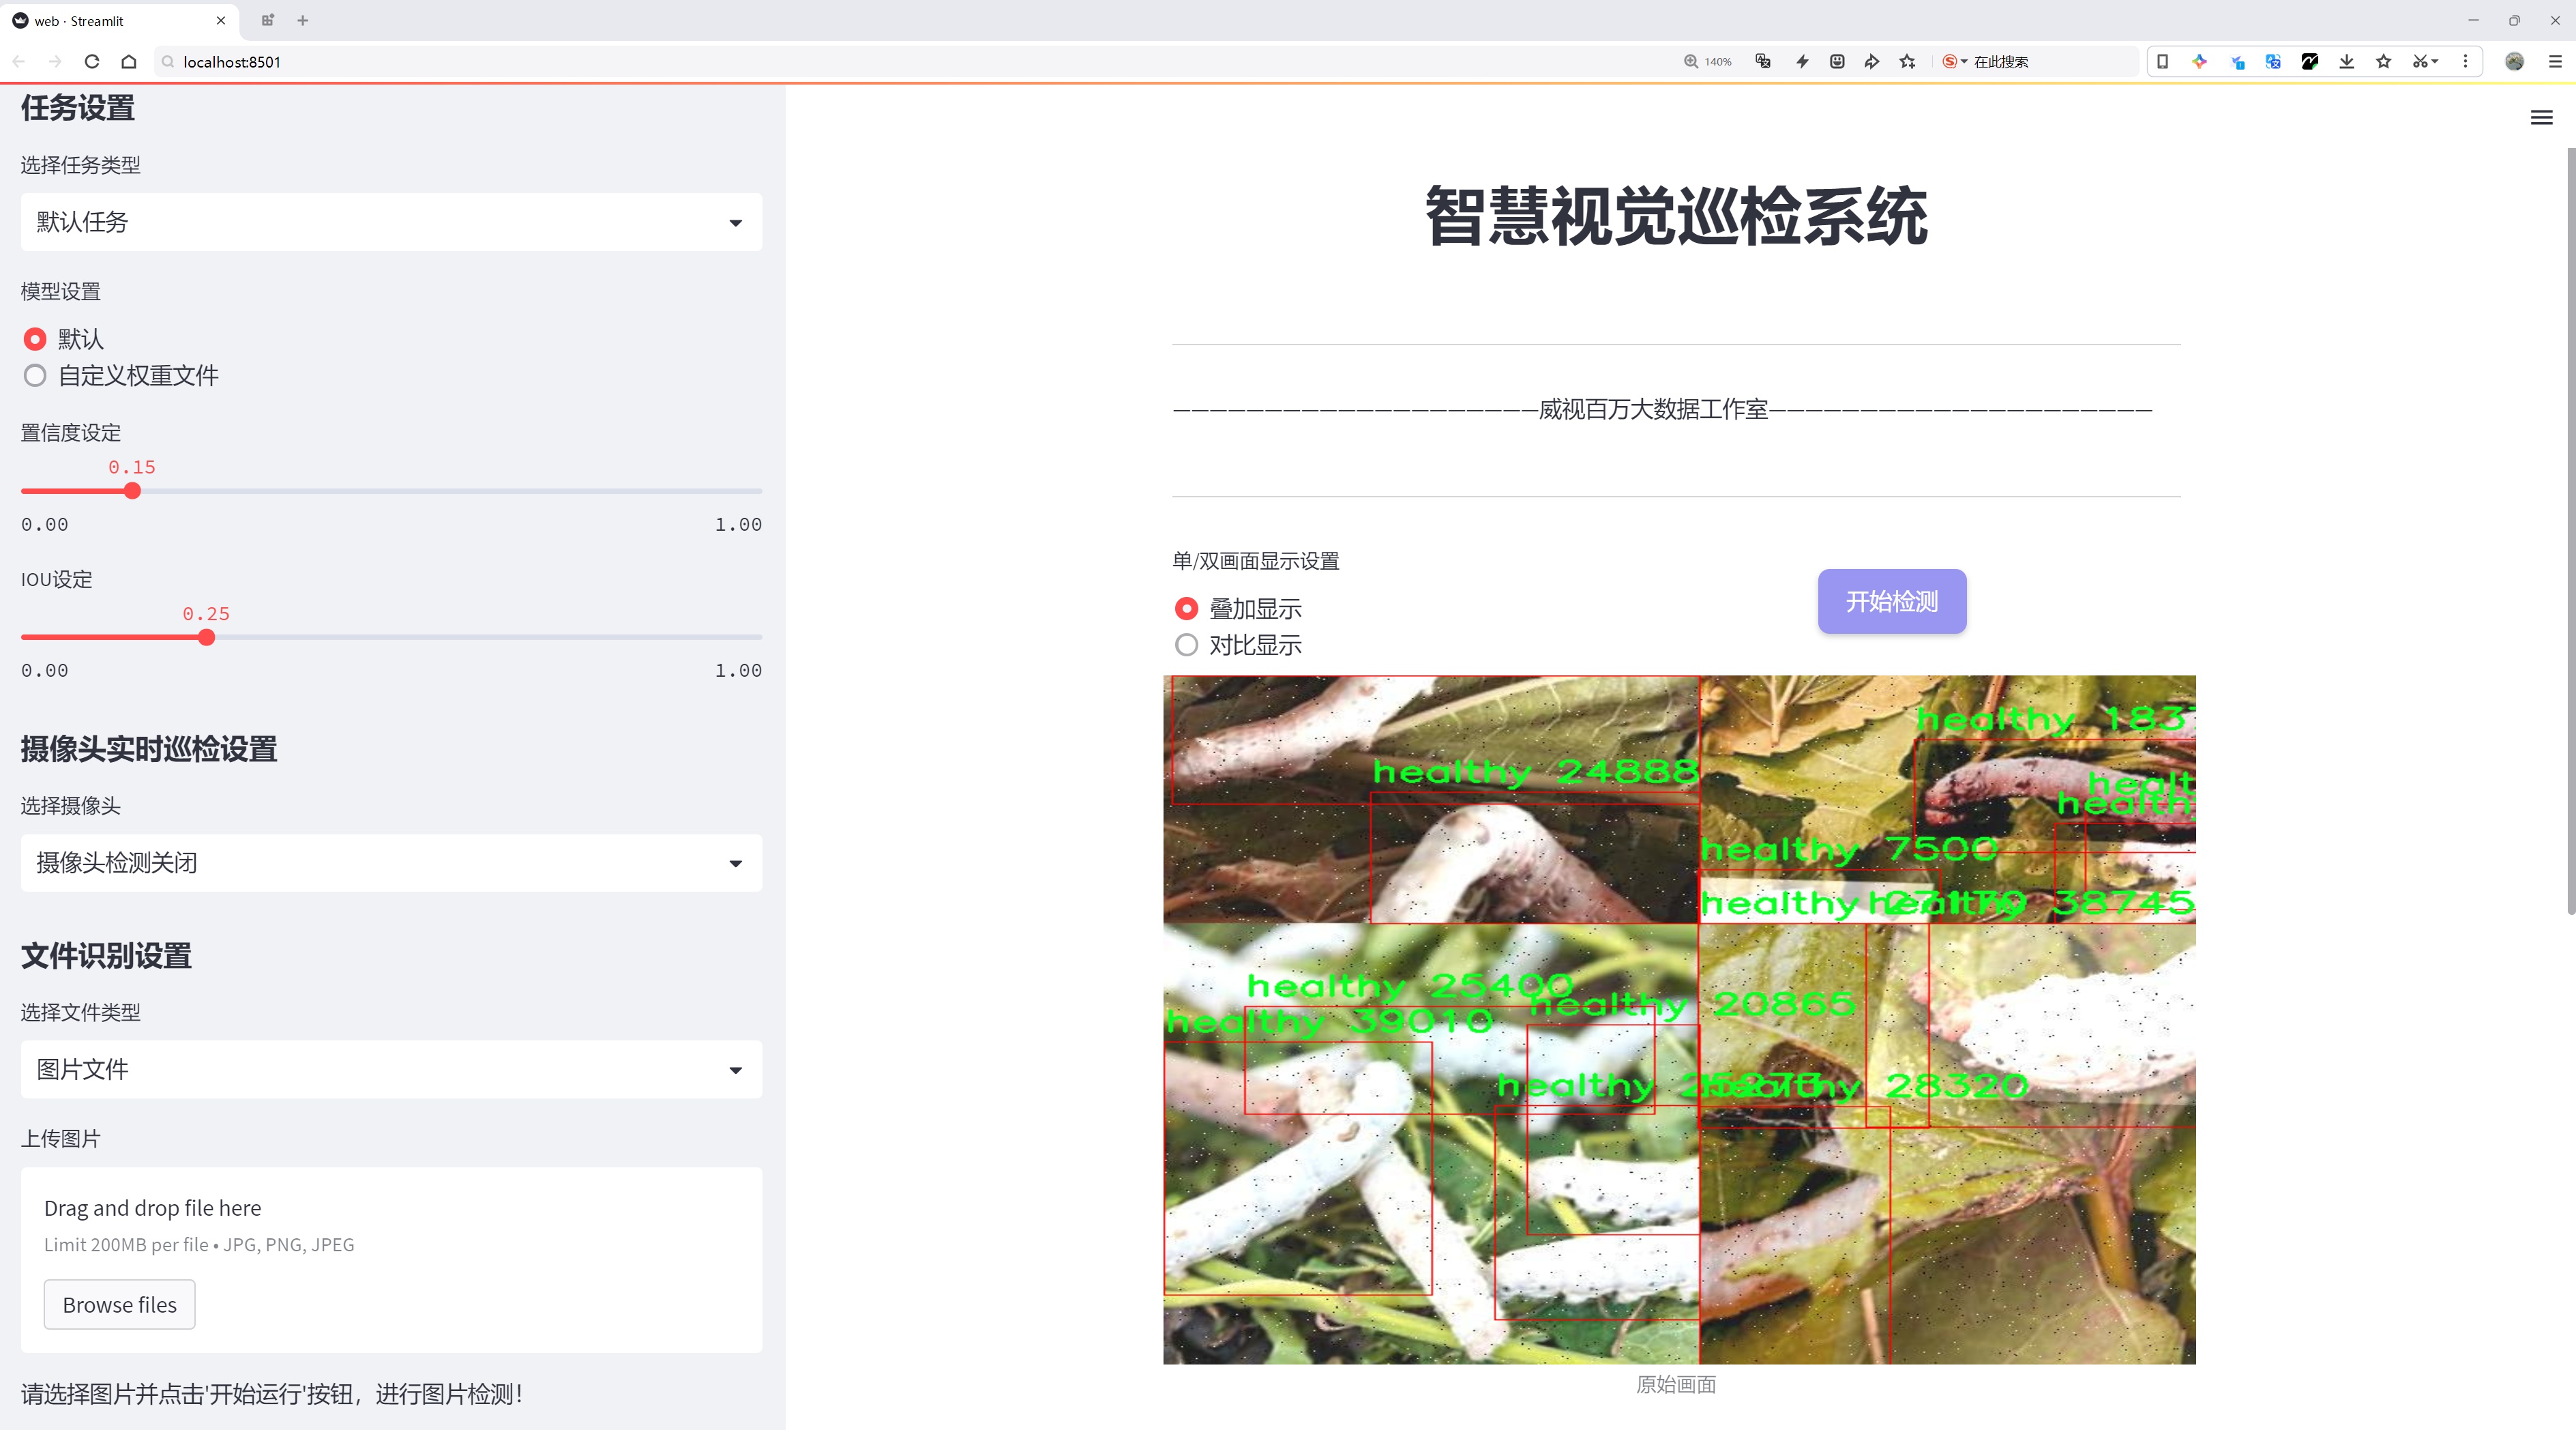 web · Streamlit
localhost:8501
140%
在此搜索
任务设置
选择任务类型
默认任务
模型设置
默认
自定义权重文件
置信度设定
0.15
0.00 1.00
IOU设定
0.25
0.00 1.00
摄像头实时巡检设置
选择摄像头
摄像头检测关闭
文件识别设置
选择文件类型
图片文件
上传图片
Drag and drop file here
Limit 200MB per file • JPG, PNG, JPEG
Browse files
请选择图片并点击'开始运行'按钮，进行图片检测！
智慧视觉巡检系统
————————————————————威视百万大数据工作室—————————————————————
单/双画面显示设置
叠加显示
对比显示
开始检测
healthy 1837
healthy 24888
healt
healthy
healthy 7500
healthy
healthy 38745
healthy 25400
healthy 20865
healthy 39010
healthy
healthy 28320
原始画面